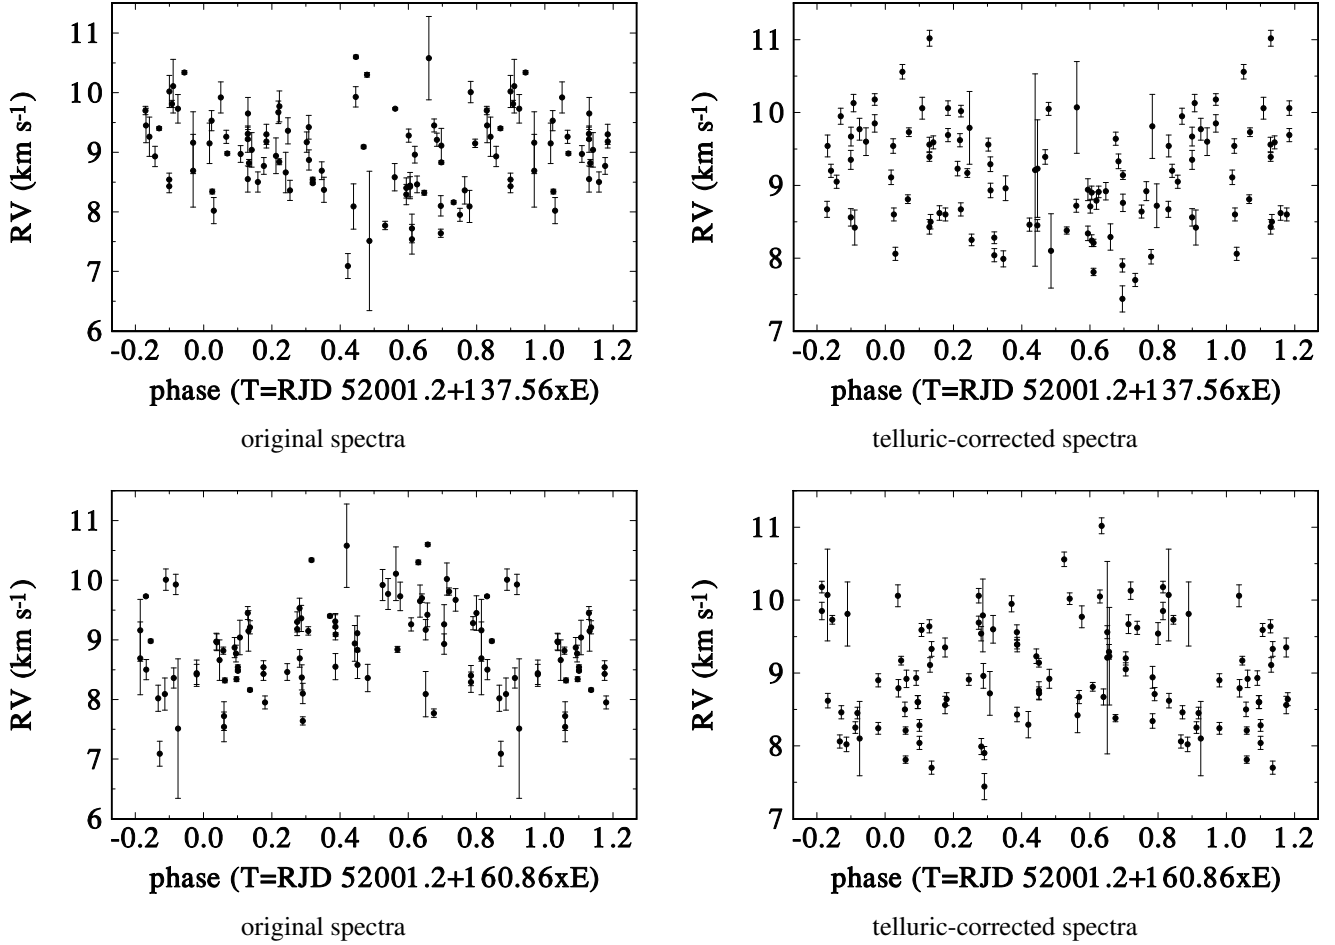 11
10
9
8
7
6
RV (km s-1)
-0.2 0.0 0.2 0.4 0.6 0.8 1.0 1.2
phase (T=RJD 52001.2+137.56xE)
original spectra
11
10
9
8
7
RV (km s-1)
-0.2 0.0 0.2 0.4 0.6 0.8 1.0 1.2
phase (T=RJD 52001.2+137.56xE)
telluric-corrected spectra
11
10
9
8
7
6
RV (km s-1)
-0.2 0.0 0.2 0.4 0.6 0.8 1.0 1.2
phase (T=RJD 52001.2+160.86xE)
original spectra
11
10
9
8
7
RV (km s-1)
-0.2 0.0 0.2 0.4 0.6 0.8 1.0 1.2
phase (T=RJD 52001.2+160.86xE)
telluric-corrected spectra